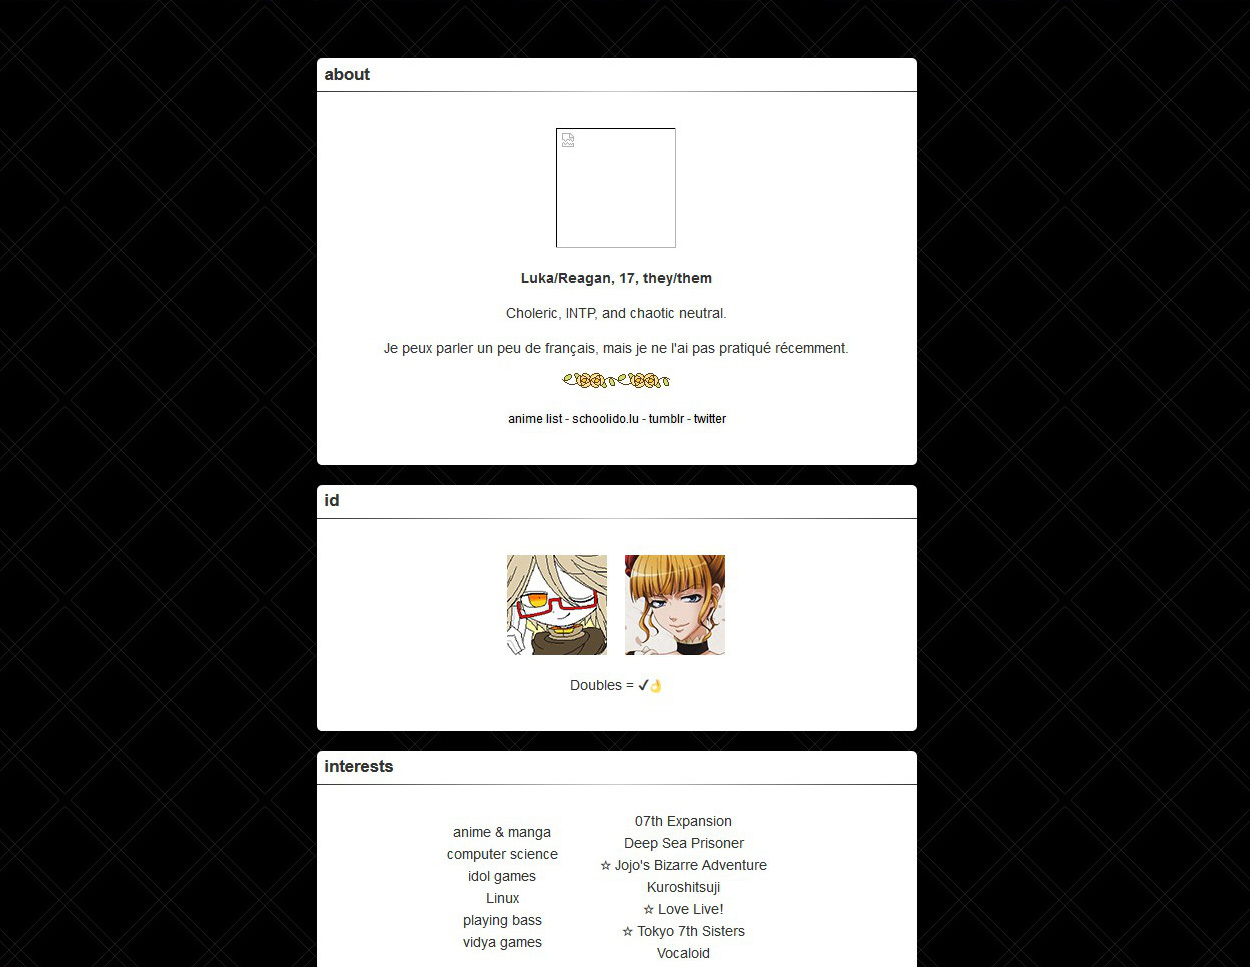 about
Luka/Reagan, 17, they/them
Choleric, INTP, and chaotic neutral.
Je peux parler un peu de français, mais je ne l'ai pas pratiqué récemment.
anime list - schoolido.lu - tumblr - twitter
id
Doubles = ✔👌
interests
anime & manga
computer science
idol games
Linux
playing bass
vidya games
07th Expansion
Deep Sea Prisoner
☆ Jojo's Bizarre Adventure
Kuroshitsuji
☆ Love Live!
☆ Tokyo 7th Sisters
Vocaloid